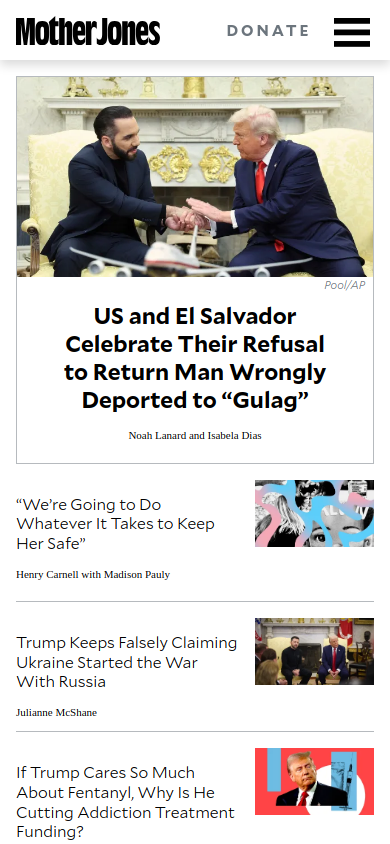 Mother Jones
DONATE
Pool/AP
US and El Salvador
Celebrate Their Refusal
to Return Man Wrongly
Deported to “Gulag”
Noah Lanard and Isabela Dias
“We’re Going to Do
Whatever It Takes to Keep
Her Safe”
Henry Carnell with Madison Pauly
Trump Keeps Falsely Claiming
Ukraine Started the War
With Russia
Julianne McShane
If Trump Cares So Much
About Fentanyl, Why Is He
Cutting Addiction Treatment
Funding?